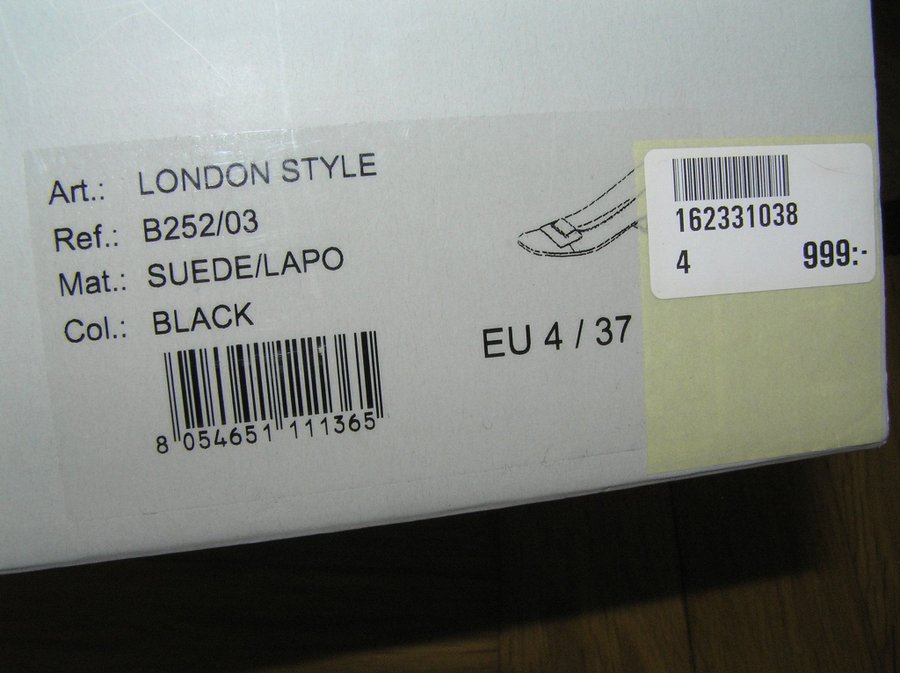 Art.: LONDON STYLE
Ref.: B252/03
Mat.: SUEDE/LAPO
Col.: BLACK
8 054651 111365
EU 4 / 37
162331038
4 999:-